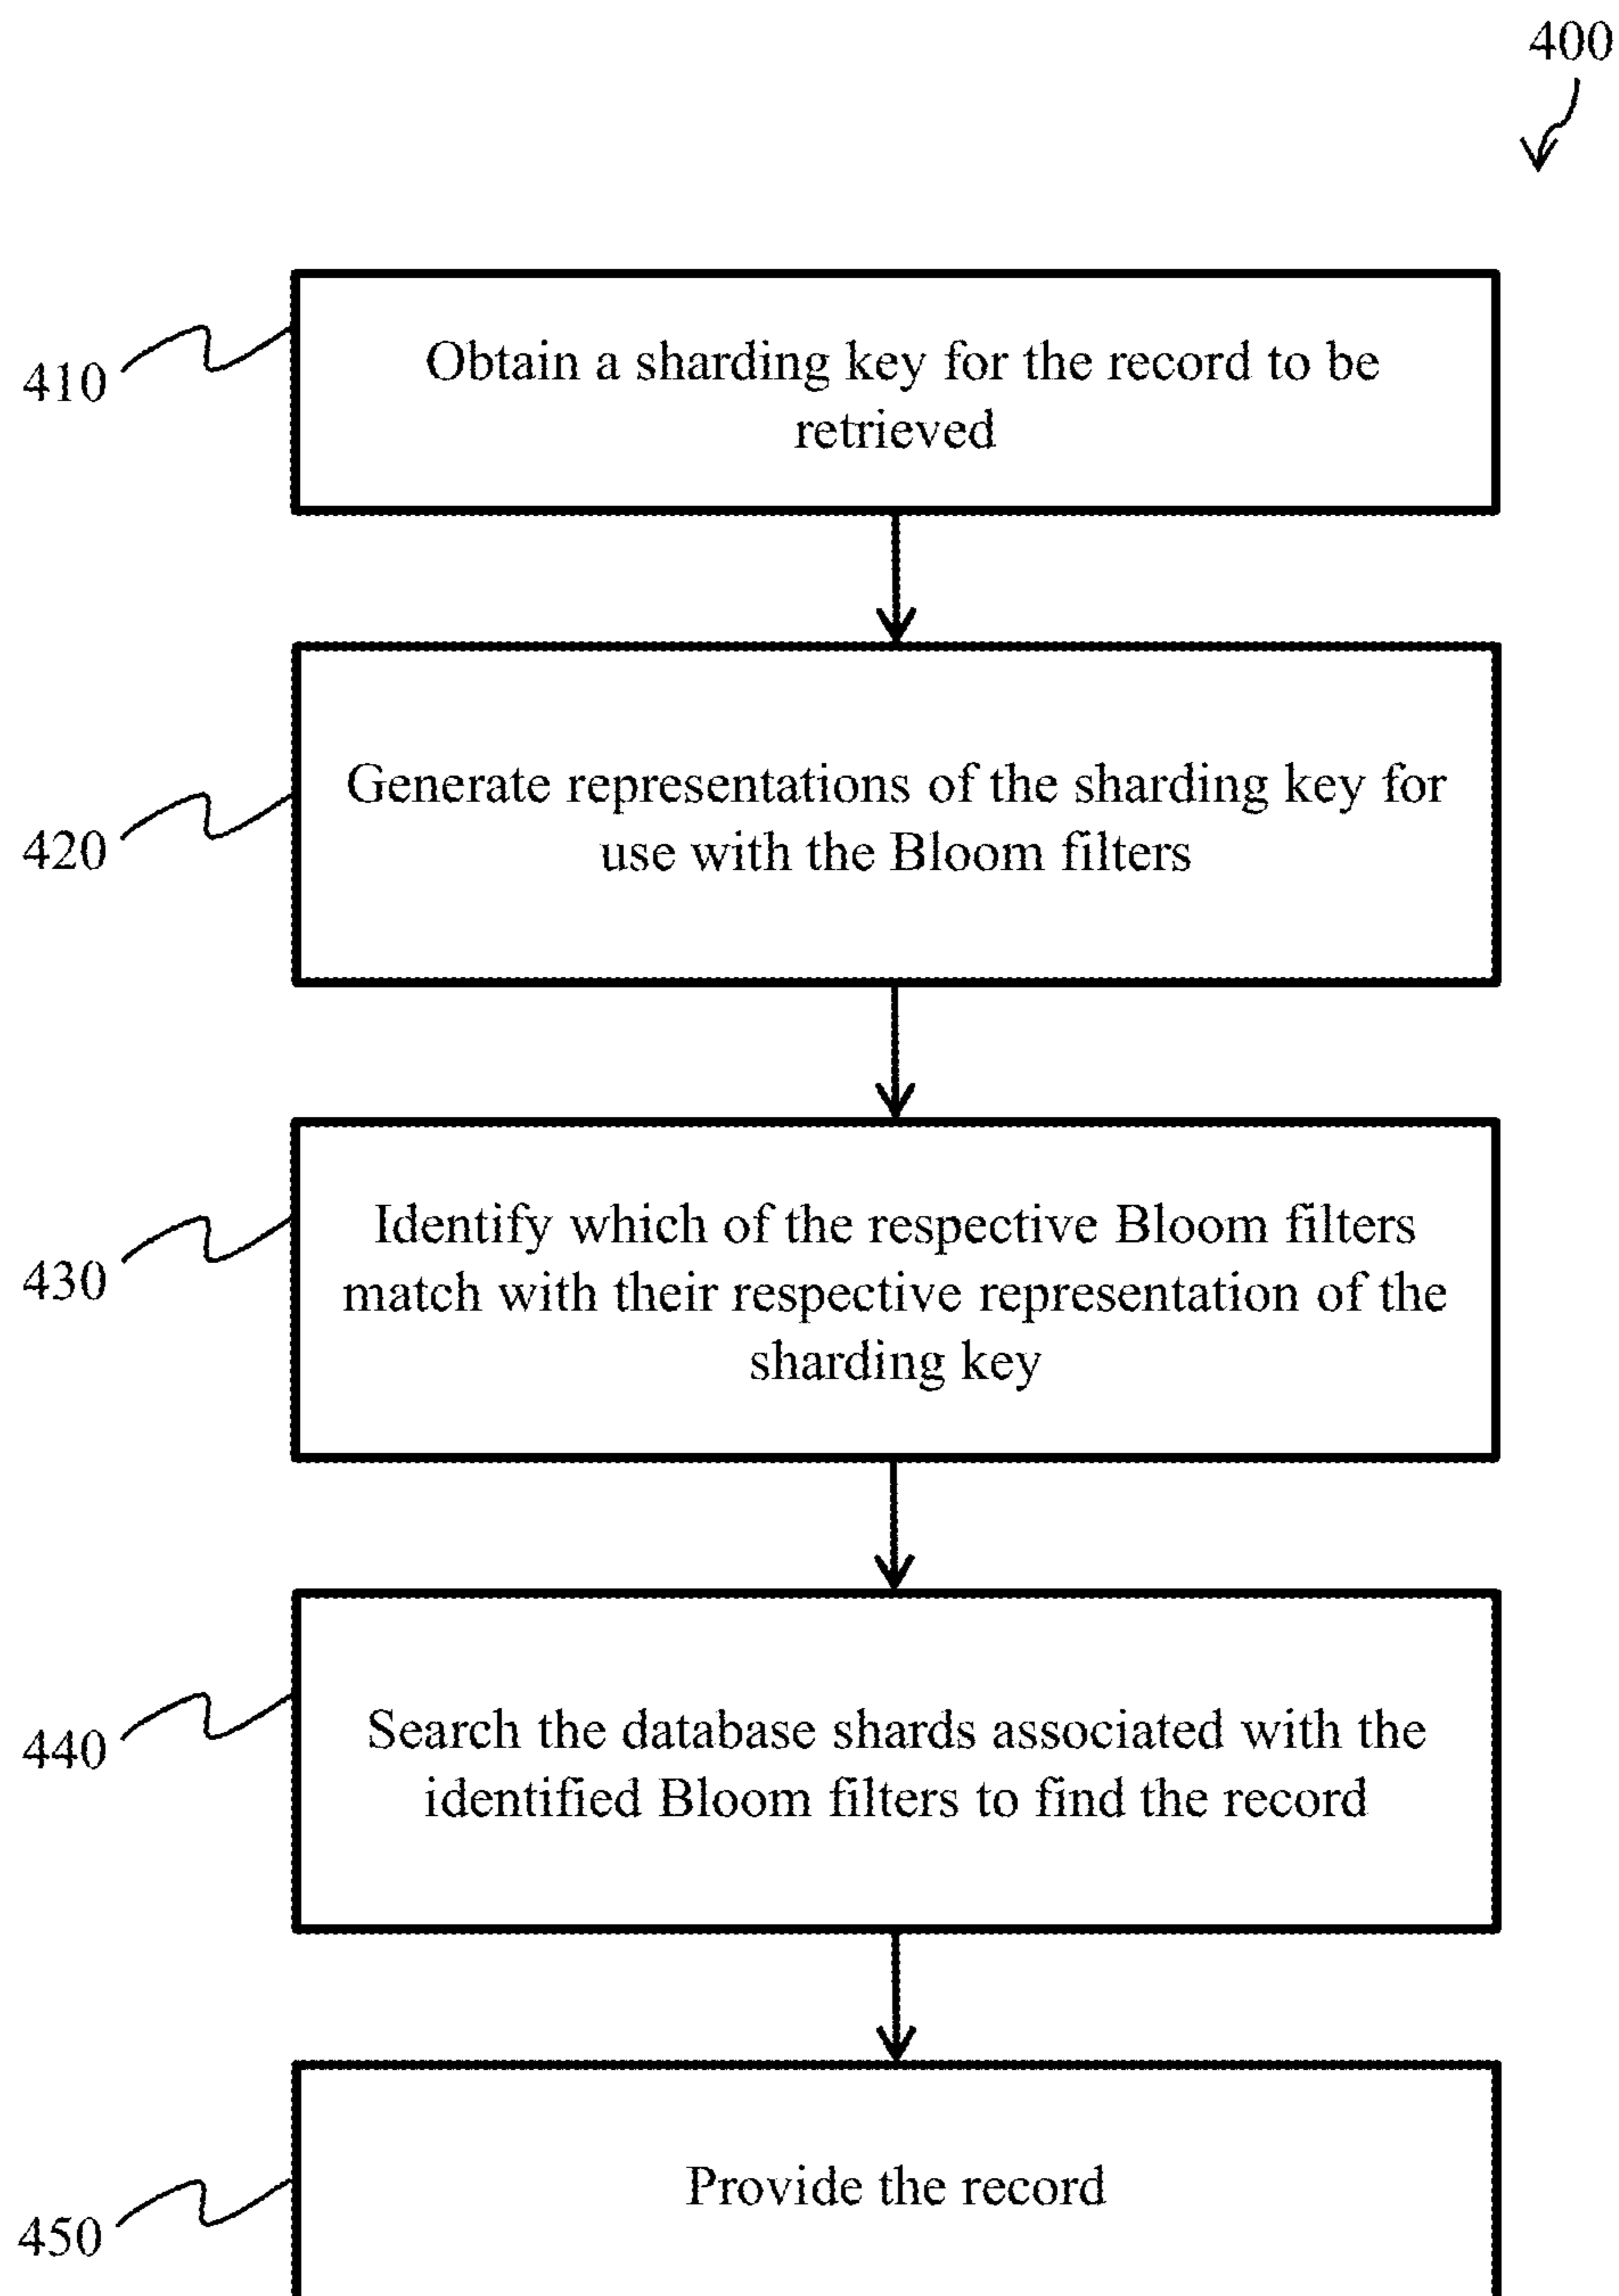 400
410
Obtain a sharding key for the record to be
retrieved
420
Generate representations of the sharding key for
use with the Bloom filters
430
Identify which of the respective Bloom filters
match with their respective representation of the
sharding key
440
Search the database shards associated with the
identified Bloom filters to find the record
450
Provide the record